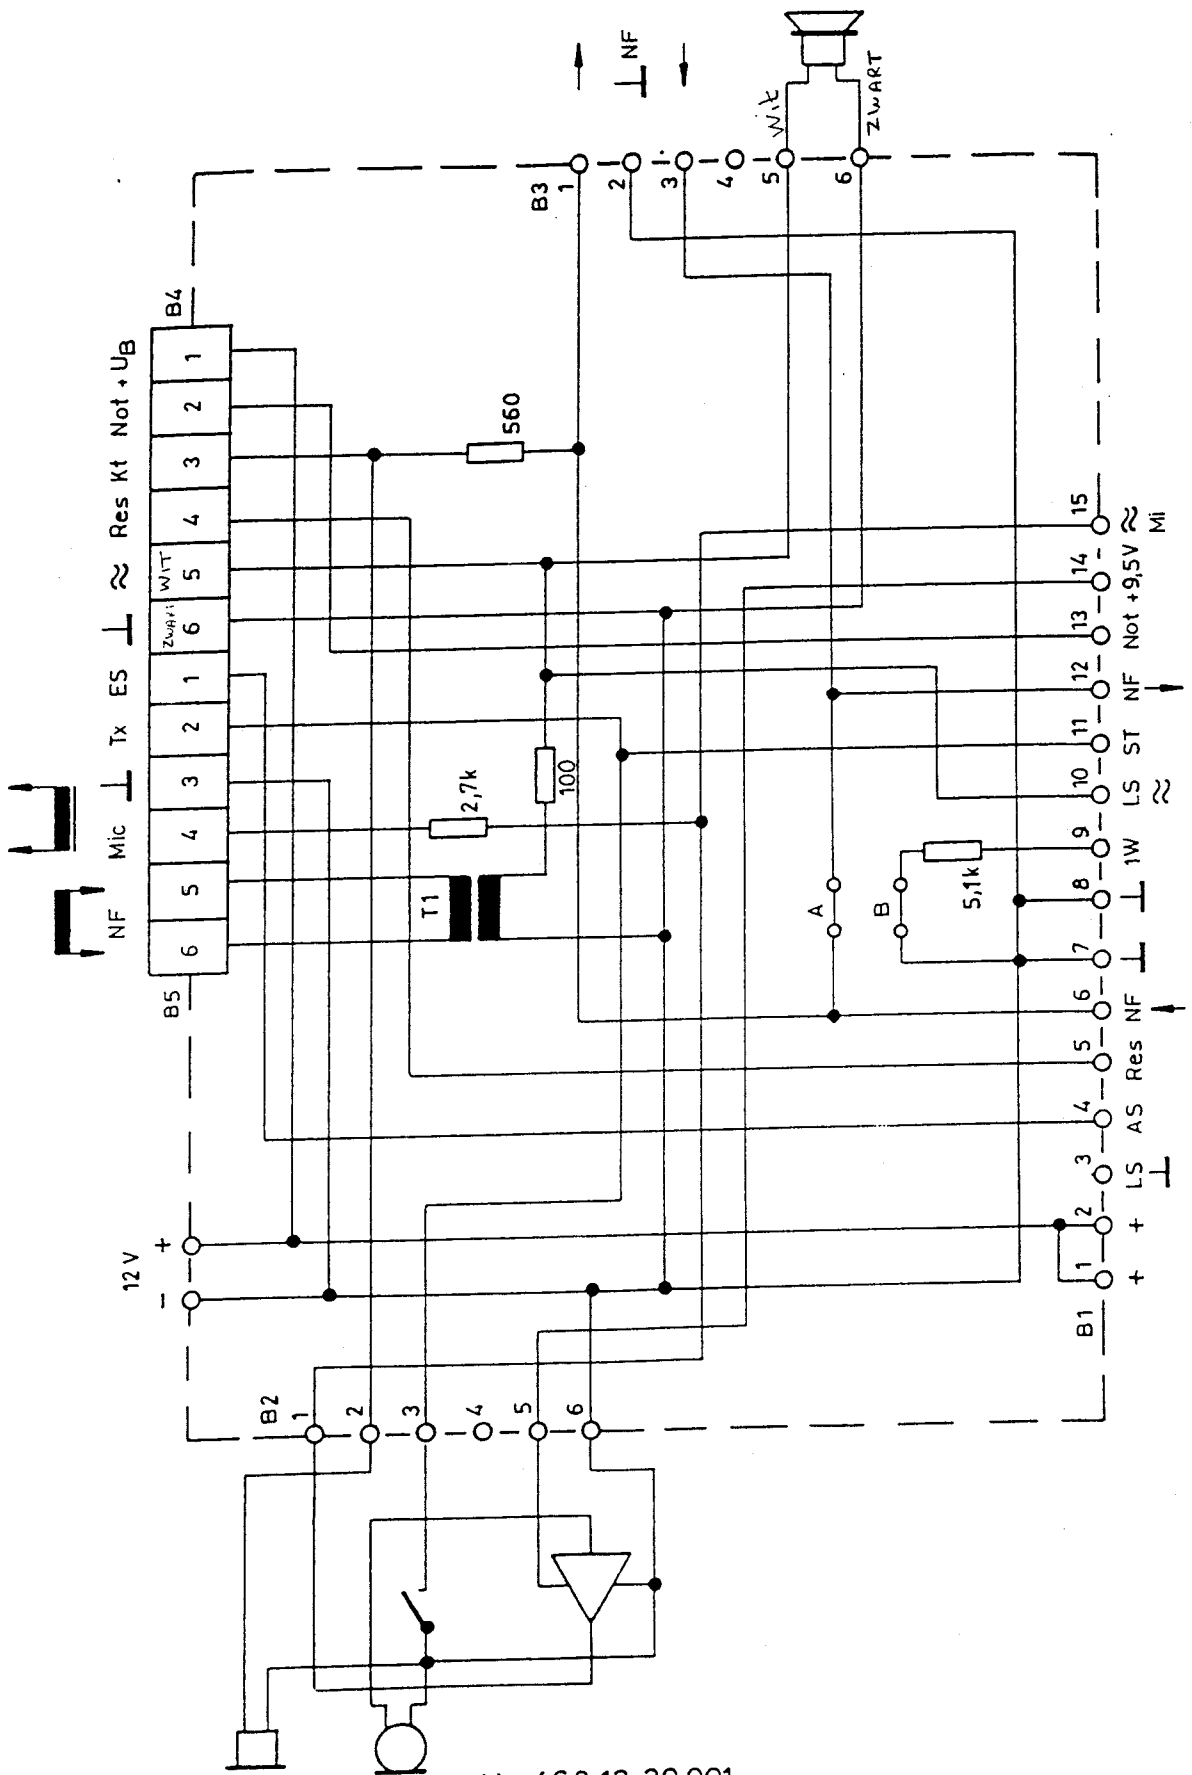 NF
Wit
ZWART
B3
1
2
3
4
5
6
B4
Not + UB
Kt
Res
≈
⊥
ES
Tx
⊥
Mic
NF
1
2
3
4
WIT
5
6
1
2
3
4
5
6
B5
560
100
2,7k
T1
A
B
5,1k
15
14
13
12
11
10
9
8
7
6
5
4
3
2
1
≈
Mi
+9,5V
Not
NF
ST
LS
≈
1W
⊥
⊥
NF
Res
AS
LS
⊥
+
+
B1
12 V
+
-
B2
1
2
3
4
5
6